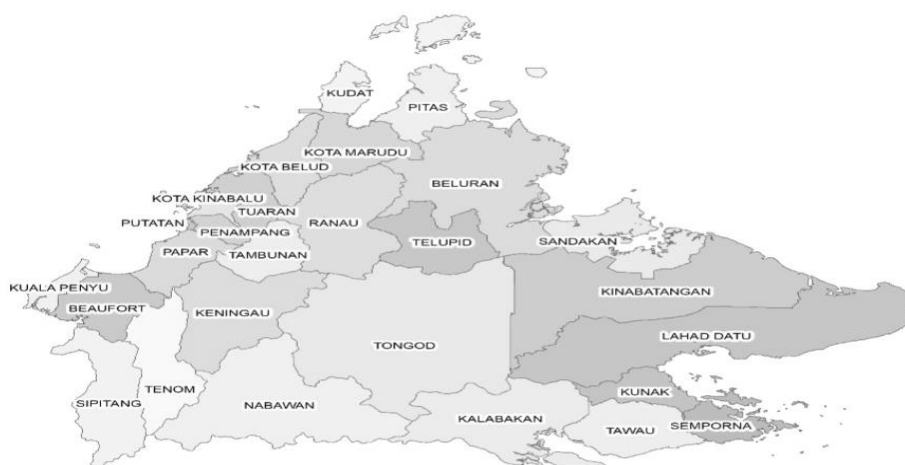 KUDAT
PITAS
KOTA MARUDU
KOTA BELUD
BELURAN
KOTA KINABALU
TUARAN
PUTATAN
RANAU
PENAMPANG
TELUPID
SANDAKAN
PAPAR
TAMBUNAN
KUALA PENYU
KINABATANGAN
BEAUFORT
KENINGAU
LAHAD DATU
TONGOD
TENOM
KUNAK
SIPITANG
NABAWAN
KALABAKAN
SEMPORNA
TAWAU